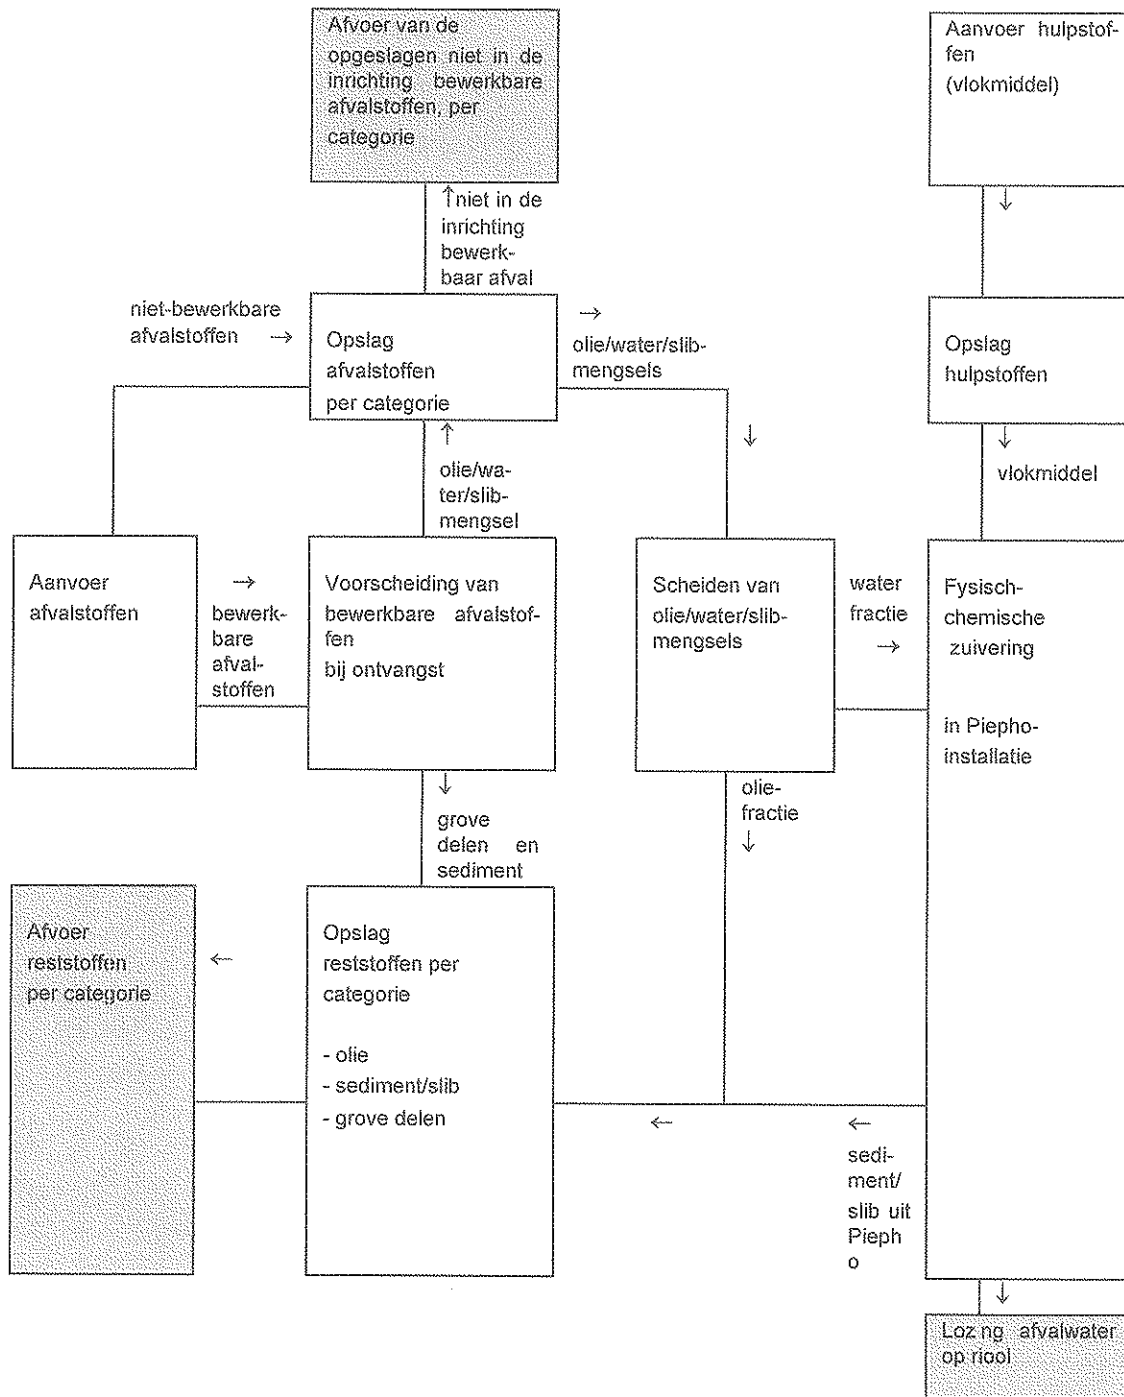 Afvoer van de
opgeslagen niet in de
inrichting bewerkbare
afvalstoffen, per
categorie
Aanvoer hulpstof-
fen
(vlokmiddel)
↑niet in de
inrichting
bewerk-
baar afval
↓
niet-bewerkbare
afvalstoffen →
Opslag
afvalstoffen
per categorie
→
olie/water/slib-
mengsels
Opslag
hulpstoffen
↑
olie/wa-
ter/slib-
mengsel
↓
↓
vlokmiddel
Aanvoer
afvalstoffen
→
bewerk-
bare
afval-
stoffen
Voorscheiding van
bewerkbare afvalstof-
fen
bij ontvangst
Scheiden van
olie/water/slib-
mengsels
water
fractie
→
Fysisch-
chemische
zuivering
in Piepho-
installatie
↓
grove
delen en
sediment
olie-
fractie
↓
Afvoer
reststoffen
per categorie
←
Opslag
reststoffen per
categorie
- olie
- sediment/slib
- grove delen
←
←
sedi-
ment/
slib uit
Pieph
o
↓
Loz ng afvalwater
op riool